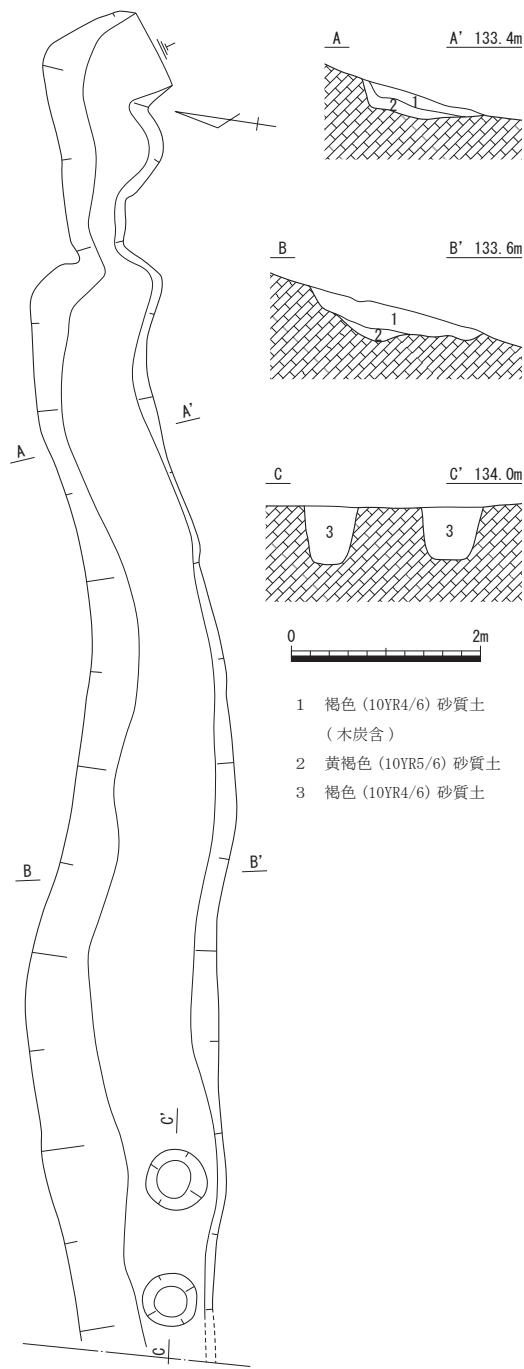 A A' 133.4m
1
2
B B' 133.6m
1
2
C C' 134.0m
3 3
0 2m
1 褐色 (10YR4/6) 砂質土
(木炭含)
2 黄褐色 (10YR5/6) 砂質土
3 褐色 (10YR4/6) 砂質土
A A'
B B'
C'
C